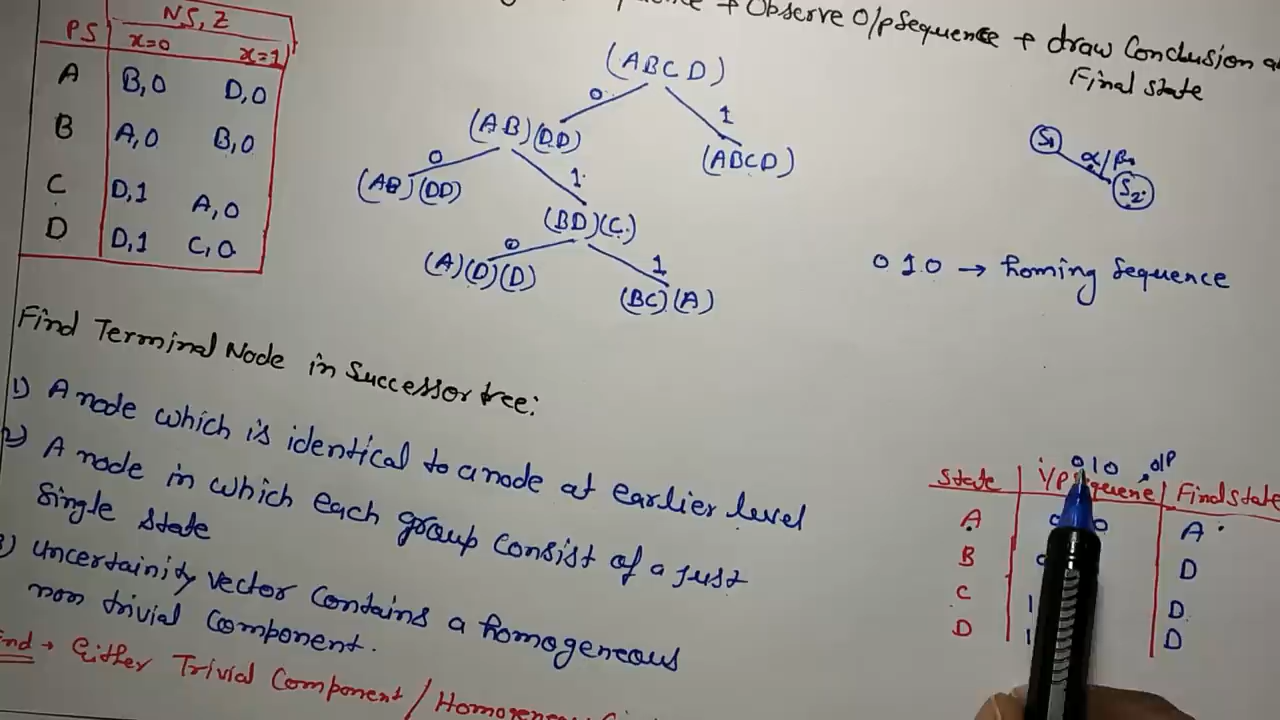 + Observe O/p Sequence + draw Conclusion
Final state
PS NS, Z
x=0 x=1
A B,0 D,0
B A,0 B,0
C D,1 A,0
D D,1 C,0
(ABCD)
0 1
(AB)(DD) (ABCD)
0 1
(AB)(DD) (BD)(C)
0 1
(A)(D)(D) (BC)(A)
S1 α/β
S2
0 1 0 → homing Sequence
Find Terminal Node in Successor tree:
1) A node which is identical to a node at earlier level
2) A node in which each group consist of a just
Single state
3) Uncertainity vector contains a homogeneous
non trivial component.
→ Either Trivial Component /
010 O/P
State i/p Final State
A A
B D
C 1 D
D 1 D